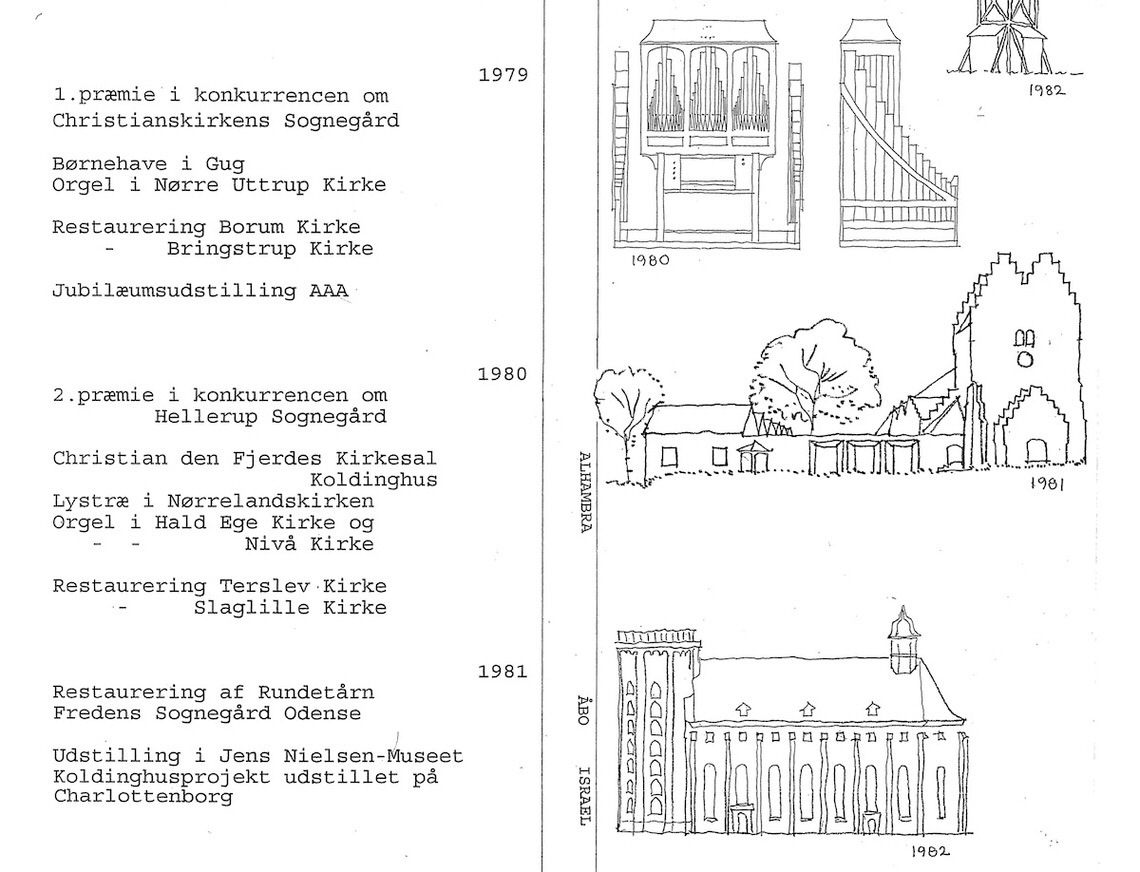 1979
1.præmie i konkurrencen om
Christianskirkens Sognegård
Børnehave i Gug
Orgel i Nørre Uttrup Kirke
Restaurering Borum Kirke
- Bringstrup Kirke
Jubilæumsudstilling AAA
1980
2.præmie i konkurrencen om
Hellerup Sognegård
Christian den Fjerdes Kirkesal
Koldinghus
Lystræ i Nørrelandskirken
Orgel i Hald Ege Kirke og
- - Nivå Kirke
Restaurering Terslev Kirke
- Slaglille Kirke
1981
Restaurering af Rundetårn
Fredens Sognegård Odense
Udstilling i Jens Nielsen-Museet
Koldinghusprojekt udstillet på
Charlottenborg
ALHAMBRA
ÅBO
ISRAEL
1982
1980
1981
1982